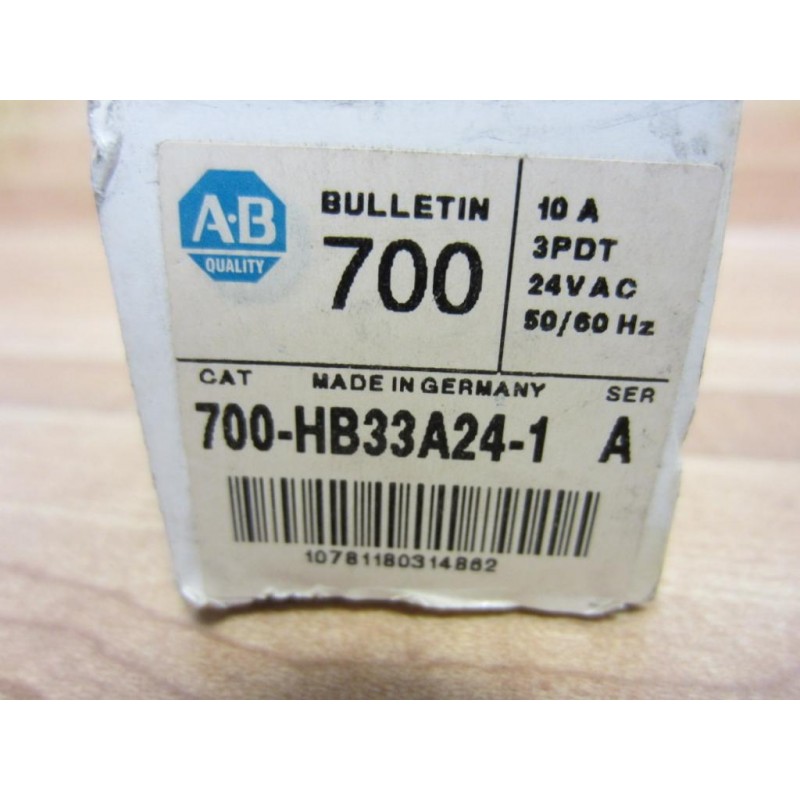 A·B
QUALITY
BULLETIN
700
10 A
3PDT
24VAC
50/60 Hz
CAT MADE IN GERMANY SER
700-HB33A24-1 A
10781180314862